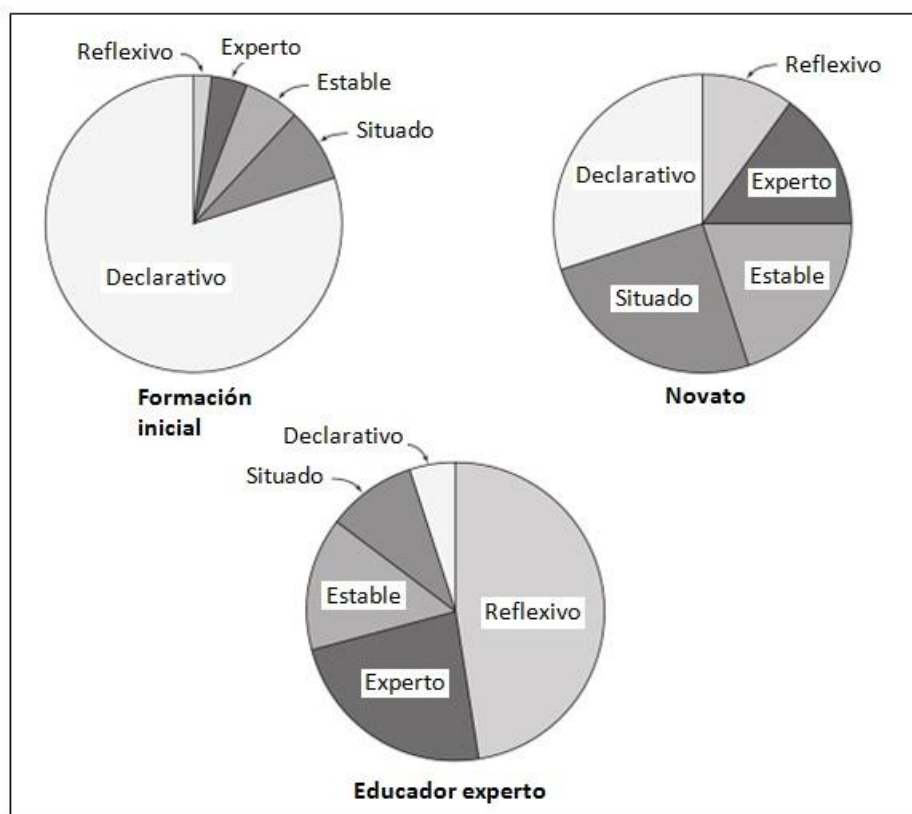 Reflexivo
Experto
Estable
Situado
Declarativo
Formación
inicial
Reflexivo
Declarativo
Experto
Estable
Situado
Novato
Declarativo
Situado
Estable
Reflexivo
Experto
Educador experto